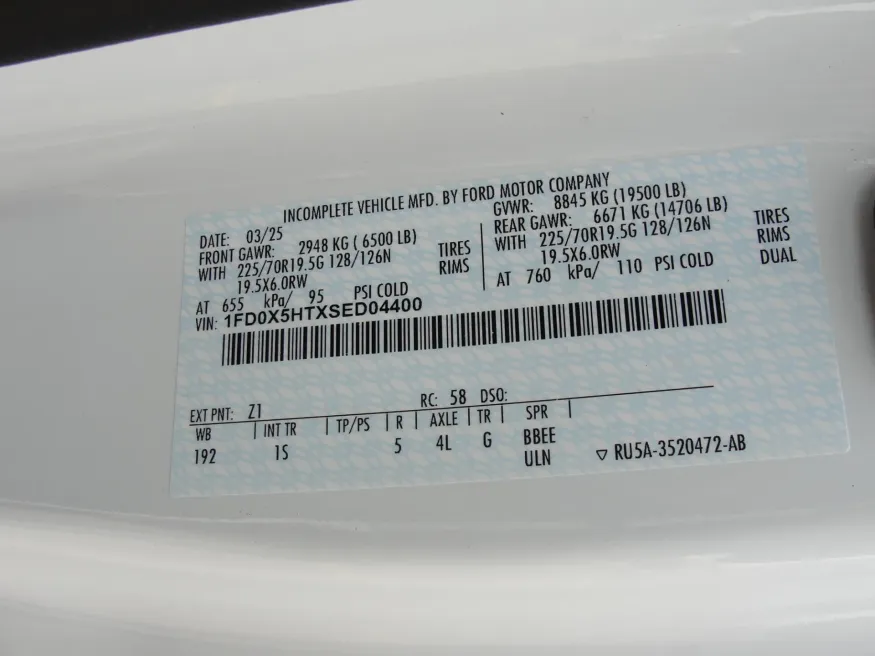 INCOMPLETE VEHICLE MFD. BY FORD MOTOR COMPANY
DATE: 03/25
FRONT GAWR: 2948 KG ( 6500 LB)
WITH 225/70R19.5G 128/126N TIRES
19.5X6.0RW RIMS
AT 655 kPa/ 95 PSI COLD
GVWR: 8845 KG (19500 LB)
REAR GAWR: 6671 KG (14706 LB)
WITH 225/70R19.5G 128/126N TIRES
19.5X6.0RW RIMS
AT 760 kPa/ 110 PSI COLD DUAL
VIN: 1FD0X5HTXSED04400
EXT PNT: Z1 RC: 58 DSO:
WB | INT TR | TP/PS | R | AXLE | TR | SPR |
192 1S 5 4L G BBEE
ULN ▽ RU5A-3520472-AB